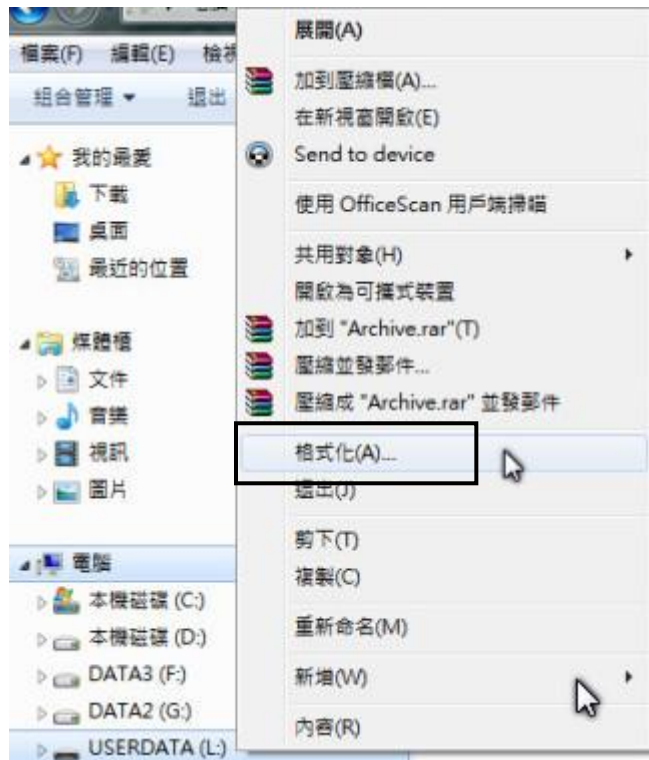 檔案(F) 編輯(E) 檢視
組合管理 退出
我的最愛
下載
桌面
最近的位置
媒體櫃
文件
音樂
視訊
圖片
電腦
本機磁碟 (C:)
本機磁碟 (D:)
DATA3 (F:)
DATA2 (G:)
USERDATA (L:)
展開(A)
加到壓縮檔(A)...
在新視窗開啟(E)
Send to device
使用 OfficeScan 用戶端掃瞄
共用對象(H)
開啟為可攜式裝置
加到 "Archive.rar"(T)
壓縮並發郵件...
壓縮成 "Archive.rar" 並發郵件
格式化(A)...
退出(J)
剪下(T)
複製(C)
重新命名(M)
新增(W)
內容(R)